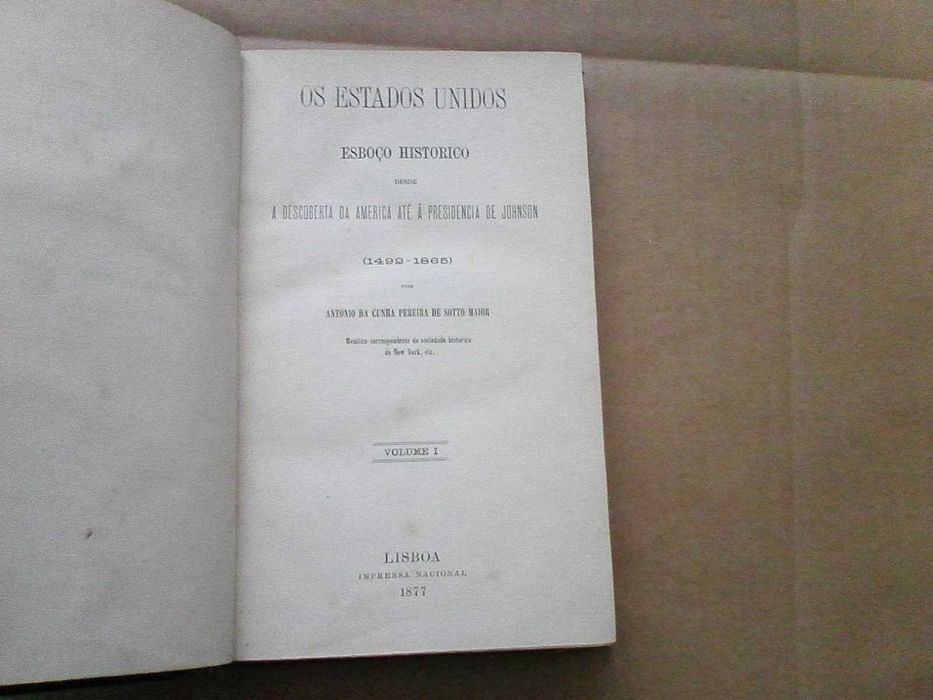 OS ESTADOS UNIDOS
ESBOÇO HISTORICO
DESDE
A DESCOBERTA DA AMERICA ATÉ Á PRESIDENCIA DE JOHNSON
(1492-1865)
POR
ANTONIO DA CUNHA PEREIRA DE SOTTO MAIOR
Membro correspondente da sociedade historica
de New York, etc.
VOLUME I
LISBOA
IMPRENSA NACIONAL
1877